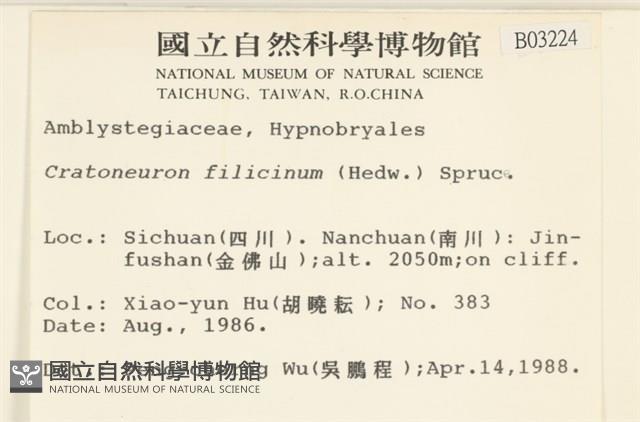 國立自然科學博物館
B03224
NATIONAL MUSEUM OF NATURAL SCIENCE
TAICHUNG, TAIWAN, R.O.CHINA
Amblystegiaceae, Hypnobryales
Cratoneuron filicinum (Hedw.) Spruce.
Loc.: Sichuan(四川). Nanchuan(南川): Jin-
fushan(金佛山);alt. 2050m;on cliff.
Col.: Xiao-yun Hu(胡曉耘); No. 383
Date: Aug., 1986.
Wu(吳鵬程);Apr.14,1988.
國立自然科學博物館
NATIONAL MUSEUM OF NATURAL SCIENCE